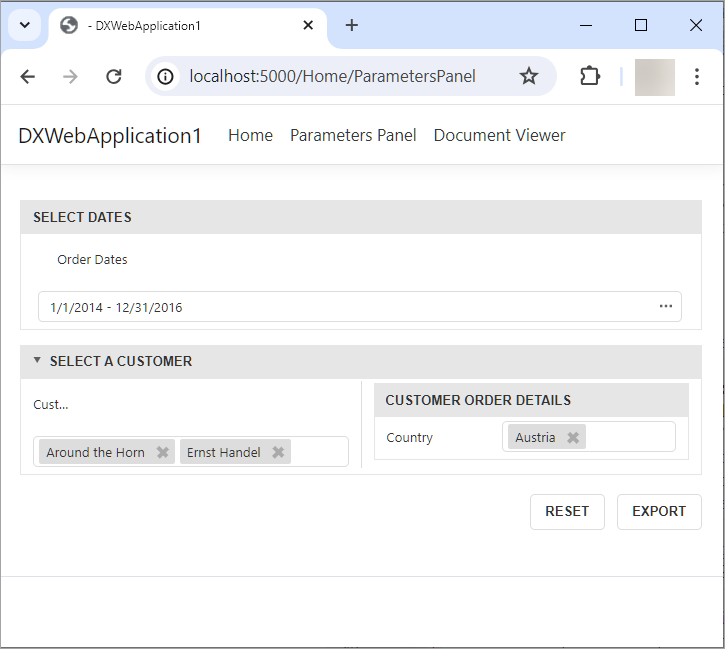 - DXWebApplication1
localhost:5000/Home/ParametersPanel
DXWebApplication1 Home Parameters Panel Document Viewer
SELECT DATES
Order Dates
1/1/2014 - 12/31/2016
SELECT A CUSTOMER
Cust...
Around the Horn Ernst Handel
CUSTOMER ORDER DETAILS
Country Austria
RESET EXPORT